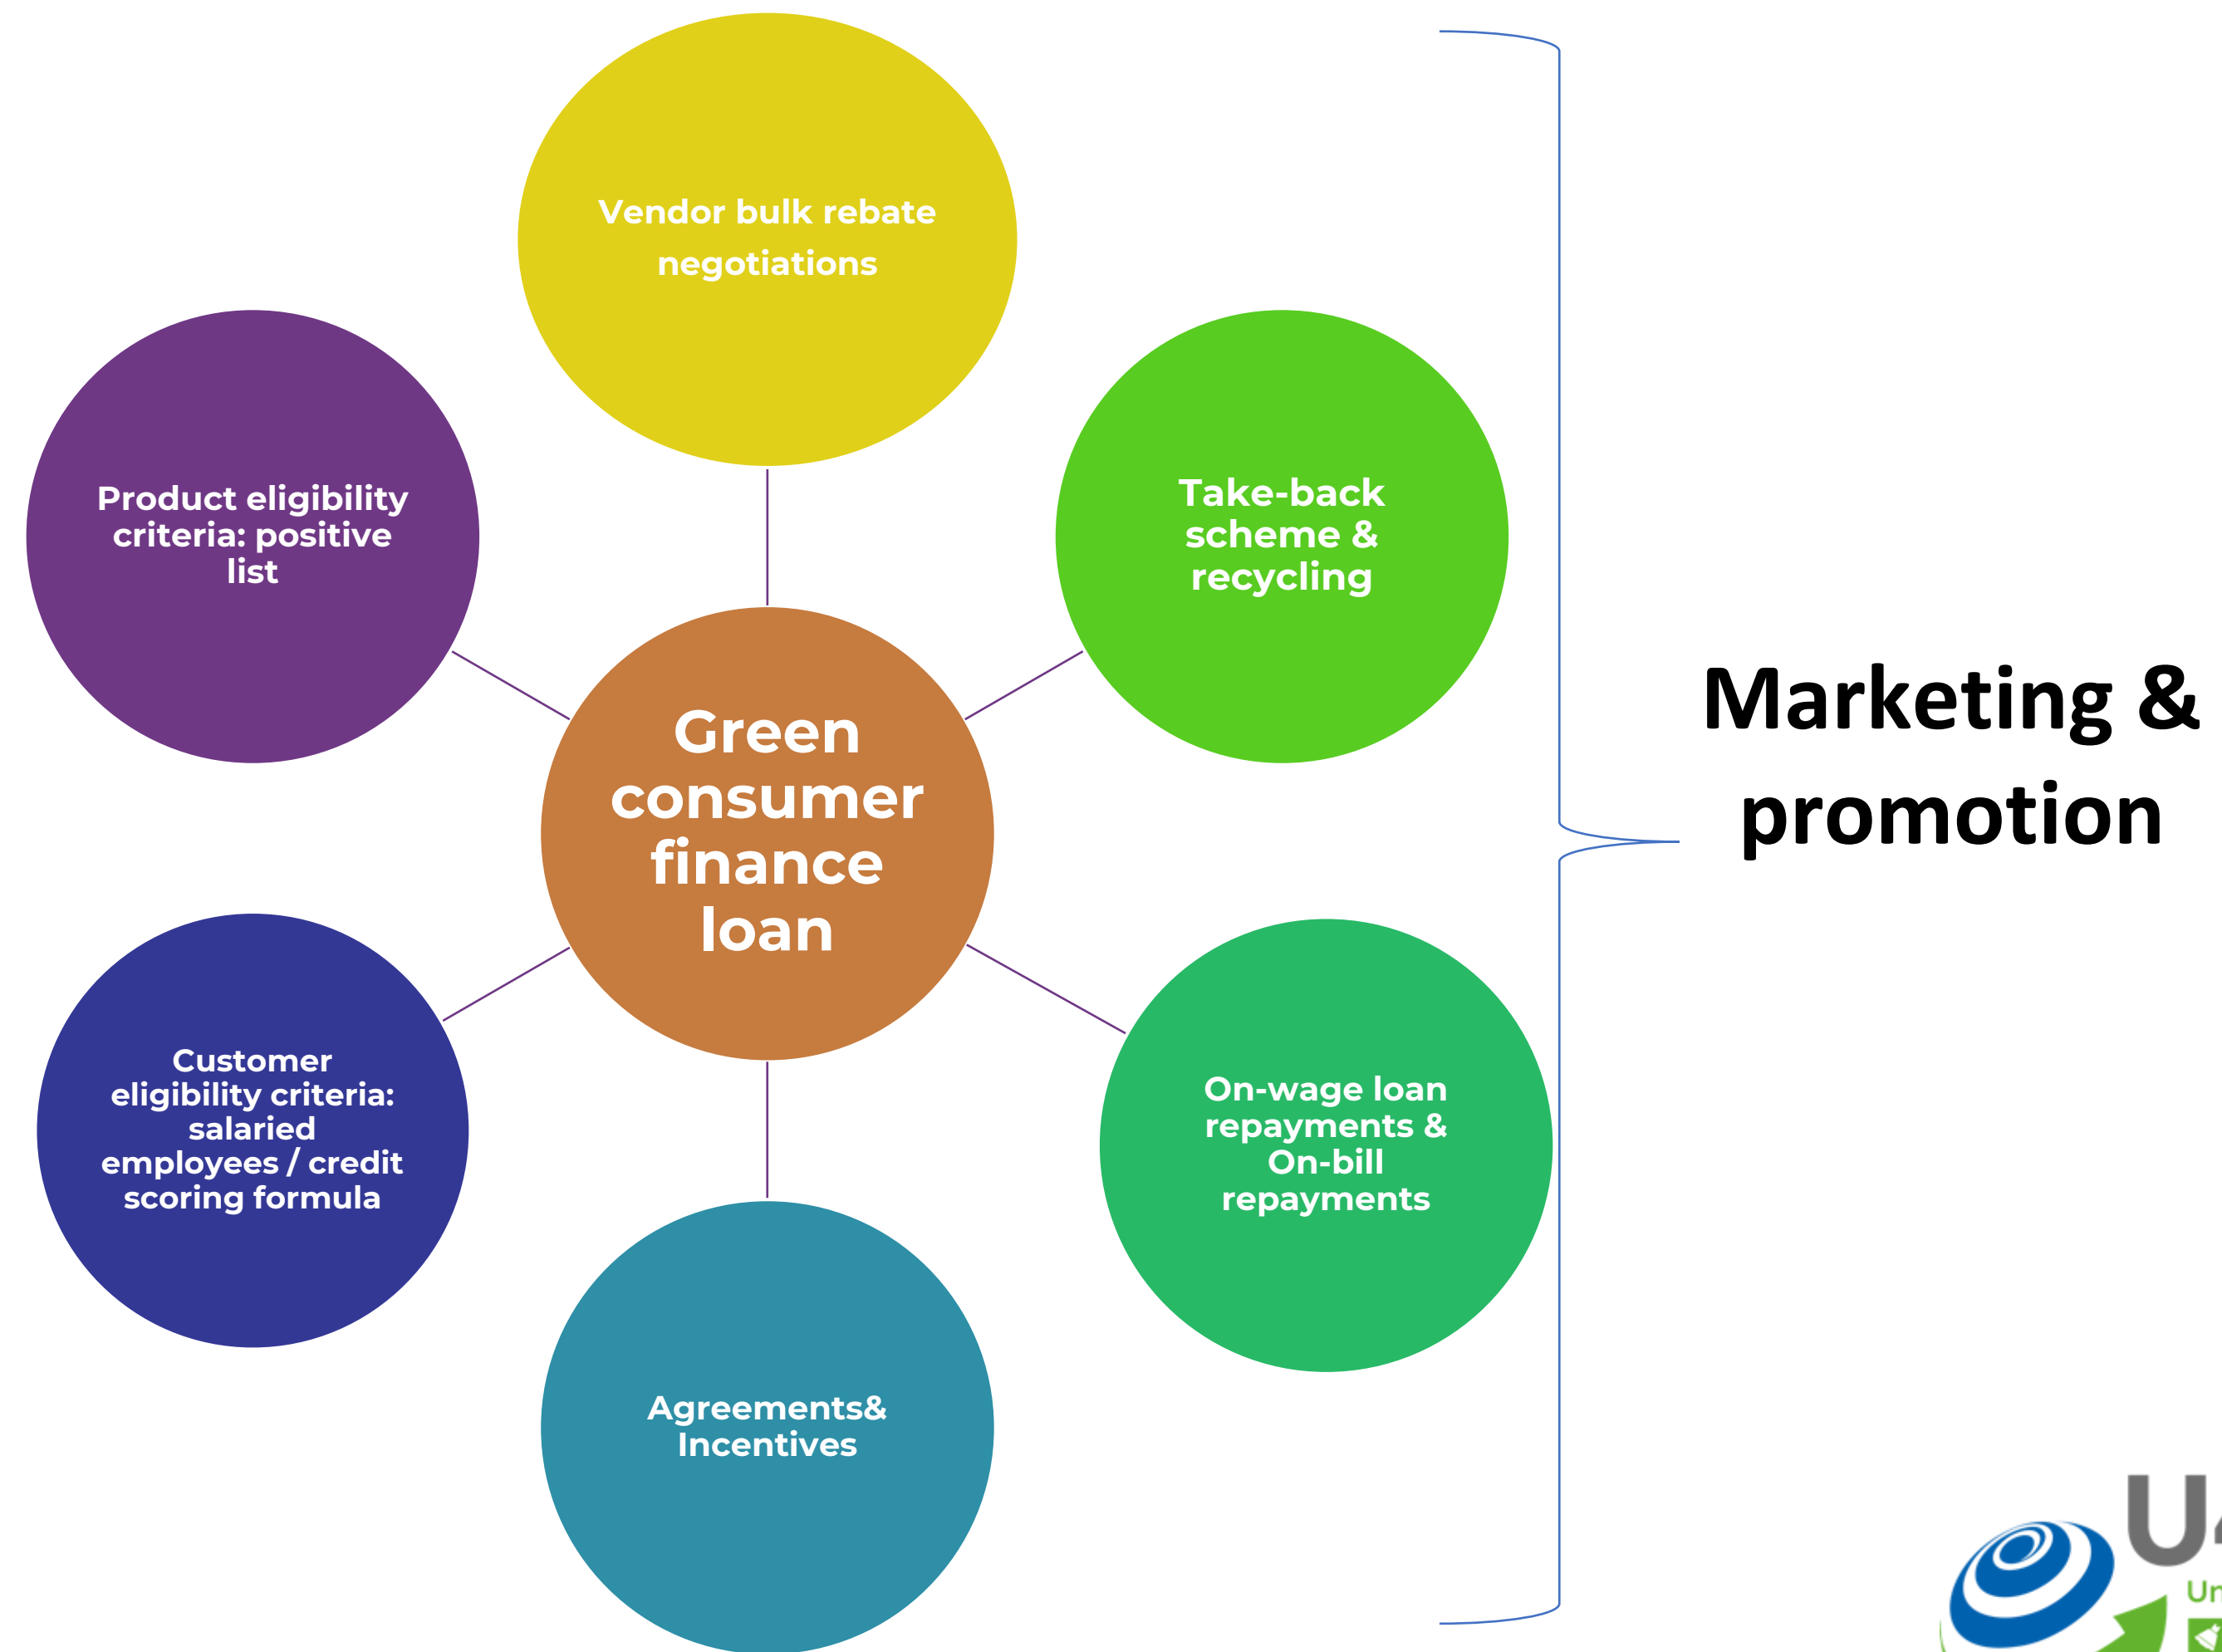 Vendor bulk rebate
negotiations
Product eligibility
criteria: positive
list
Take-back
scheme &
recycling
Green
consumer
finance
loan
Marketing &
promotion
Customer
eligibility criteria:
salaried
employees / credit
scoring formula
On-wage loan
repayments &
On-bill
repayments
Agreements&
Incentives